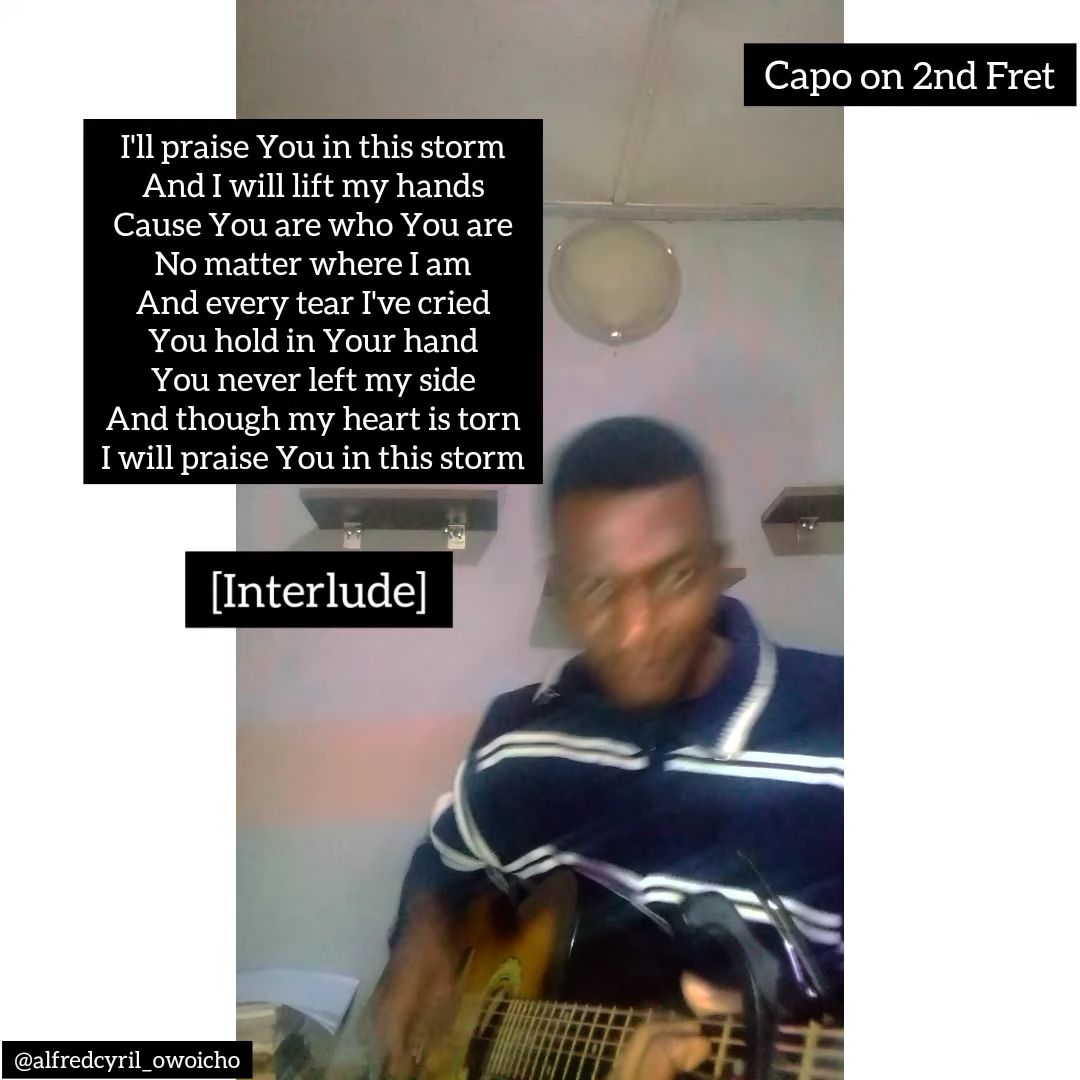 Capo on 2nd Fret
I'll praise You in this storm
And I will lift my hands
Cause You are who You are
No matter where I am
And every tear I've cried
You hold in Your hand
You never left my side
And though my heart is torn
I will praise You in this storm
[Interlude]
@alfredcyril_owoicho